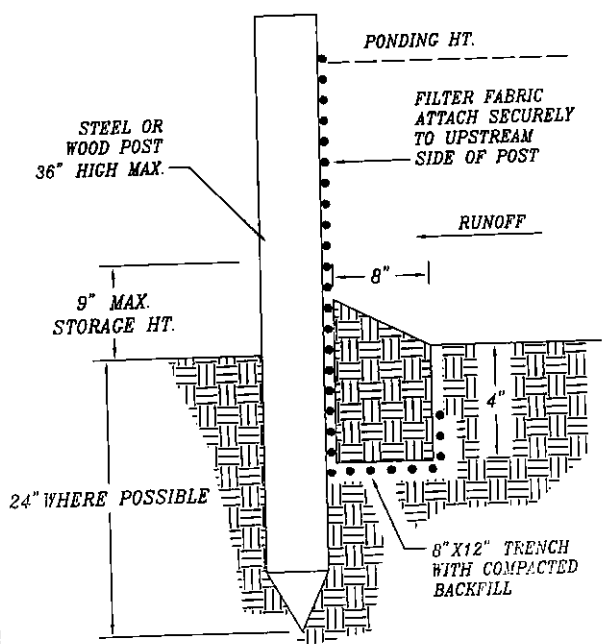 PONDING HT.
STEEL OR
WOOD POST
36" HIGH MAX.
FILTER FABRIC
ATTACH SECURELY
TO UPSTREAM
SIDE OF POST
RUNOFF
8"
9" MAX.
STORAGE HT.
4"
24" WHERE POSSIBLE
8"X12" TRENCH
WITH COMPACTED
BACKFILL